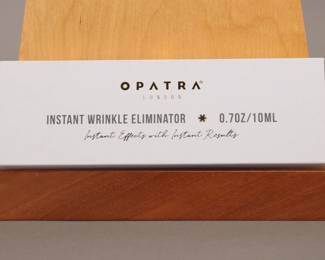 OPATRA®
LONDON
INSTANT WRINKLE ELIMINATOR * 0.7OZ/10ML
Instant Effects with Instant Results